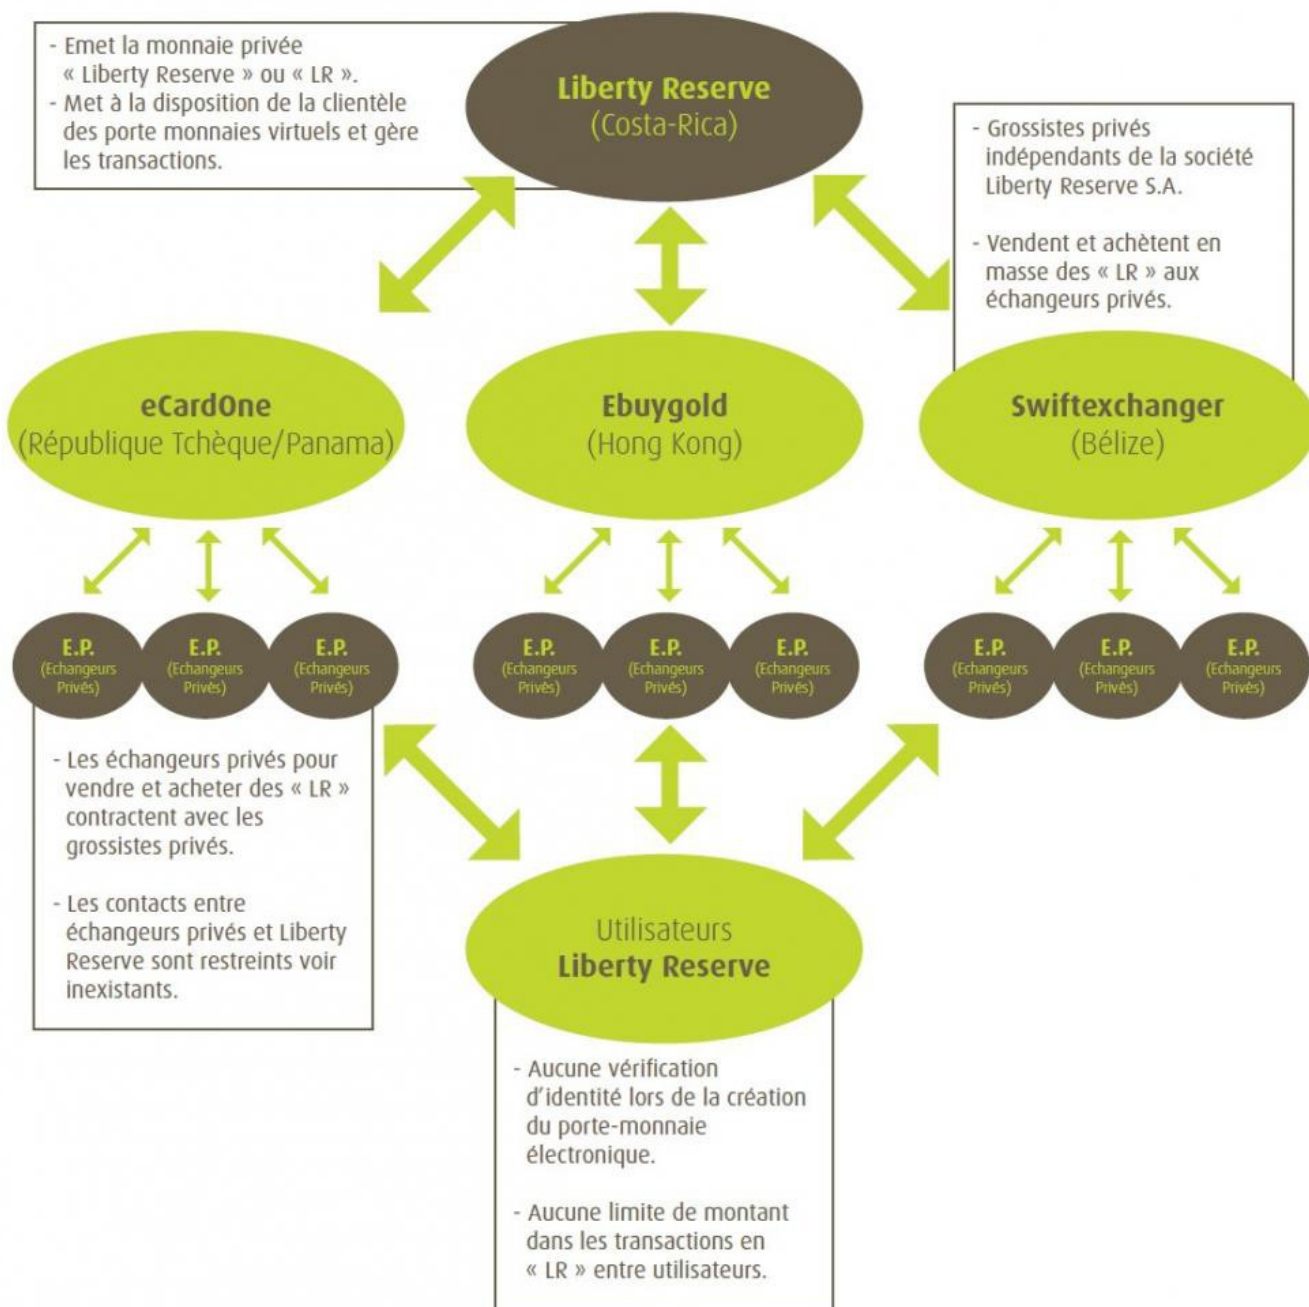 - Emet la monnaie privée
« Liberty Reserve » ou « LR ».
- Met à la disposition de la clientèle
des porte monnaies virtuels et gère
les transactions.
Liberty Reserve
(Costa-Rica)
- Grossistes privés
indépendants de la société
Liberty Reserve S.A.
- Vendent et achètent en
masse des « LR » aux
échangeurs privés.
eCardOne
(République Tchèque/Panama)
Ebuygold
(Hong Kong)
Swiftexchanger
(Bélize)
E.P.
(Echangeurs
Privés)
E.P.
(Echangeurs
Privés)
E.P.
(Echangeurs
Privés)
E.P.
(Echangeurs
Privés)
E.P.
(Echangeurs
Privés)
E.P.
(Echangeurs
Privés)
E.P.
(Echangeurs
Privés)
E.P.
(Echangeurs
Privés)
E.P.
(Echangeurs
Privés)
- Les échangeurs privés pour
vendre et acheter des « LR »
contractent avec les
grossistes privés.
- Les contacts entre
échangeurs privés et Liberty
Reserve sont restreints voir
inexistants.
Utilisateurs
Liberty Reserve
- Aucune vérification
d'identité lors de la création
du porte-monnaie
électronique.
- Aucune limite de montant
dans les transactions en
« LR » entre utilisateurs.